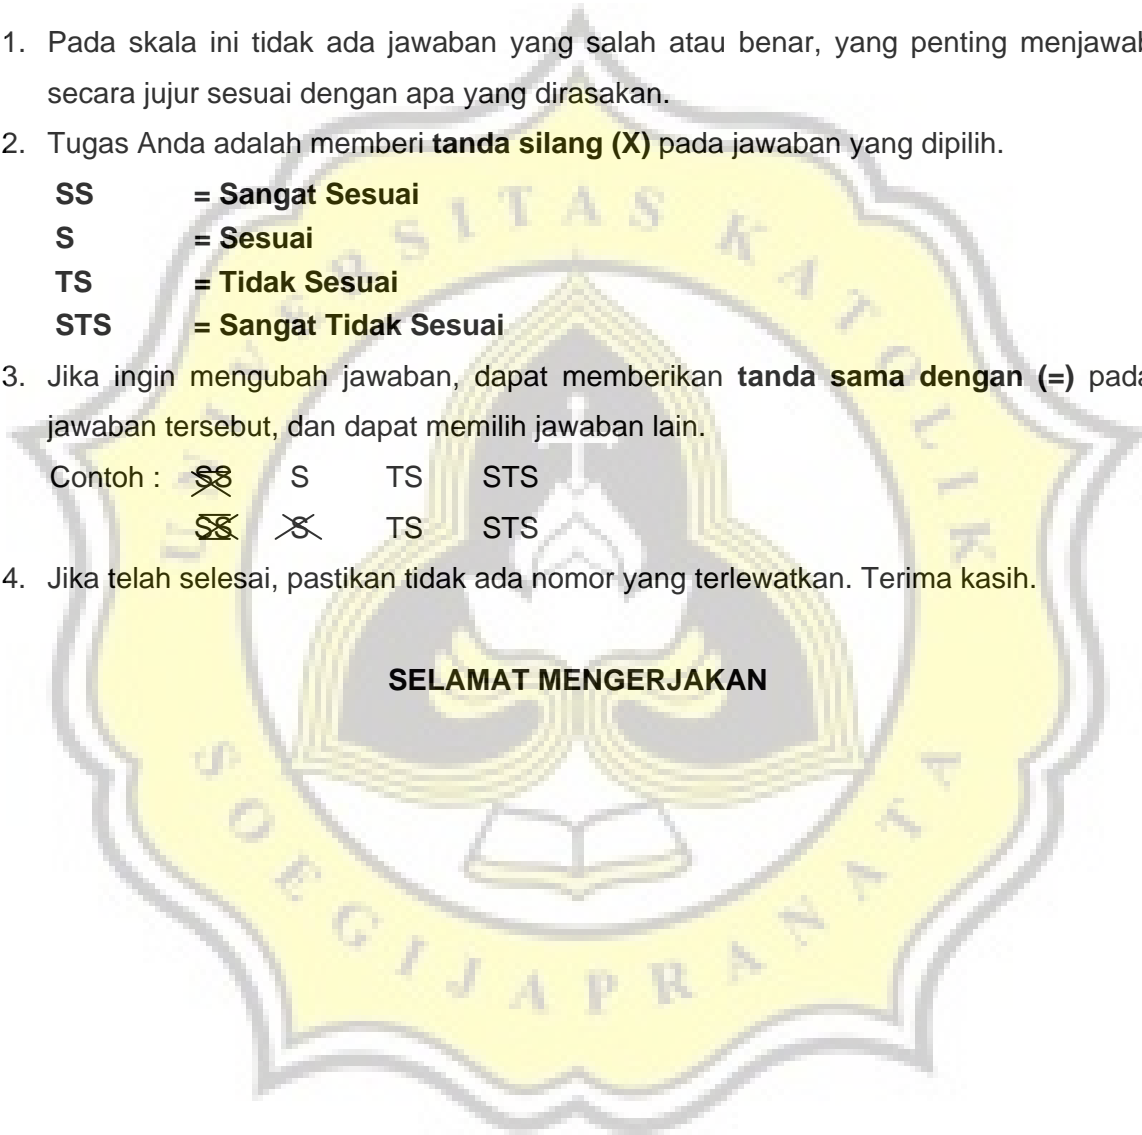 1. Pada skala ini tidak ada jawaban yang salah atau benar, yang penting menjawab
secara jujur sesuai dengan apa yang dirasakan.
2. Tugas Anda adalah memberi tanda silang (X) pada jawaban yang dipilih.
SS = Sangat Sesuai
S = Sesuai
TS = Tidak Sesuai
STS = Sangat Tidak Sesuai
3. Jika ingin mengubah jawaban, dapat memberikan tanda sama dengan (=) pada
jawaban tersebut, dan dapat memilih jawaban lain.
Contoh : SS S TS STS
SS S TS STS
4. Jika telah selesai, pastikan tidak ada nomor yang terlewatkan. Terima kasih.
SELAMAT MENGERJAKAN
UNIVERSITAS KATOLIK
SOEGIJAPRANATA